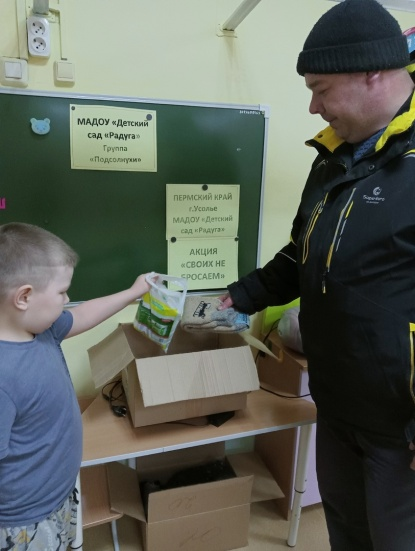 МАДОУ «Детский
сад «Радуга»
Группа
«Подсолнухи»
ПЕРМСКИЙ КРАЙ
г.Усолье
МАДОУ «Детский
сад «Радуга»
АКЦИЯ
«СВОИХ НЕ
БРОСАЕМ»